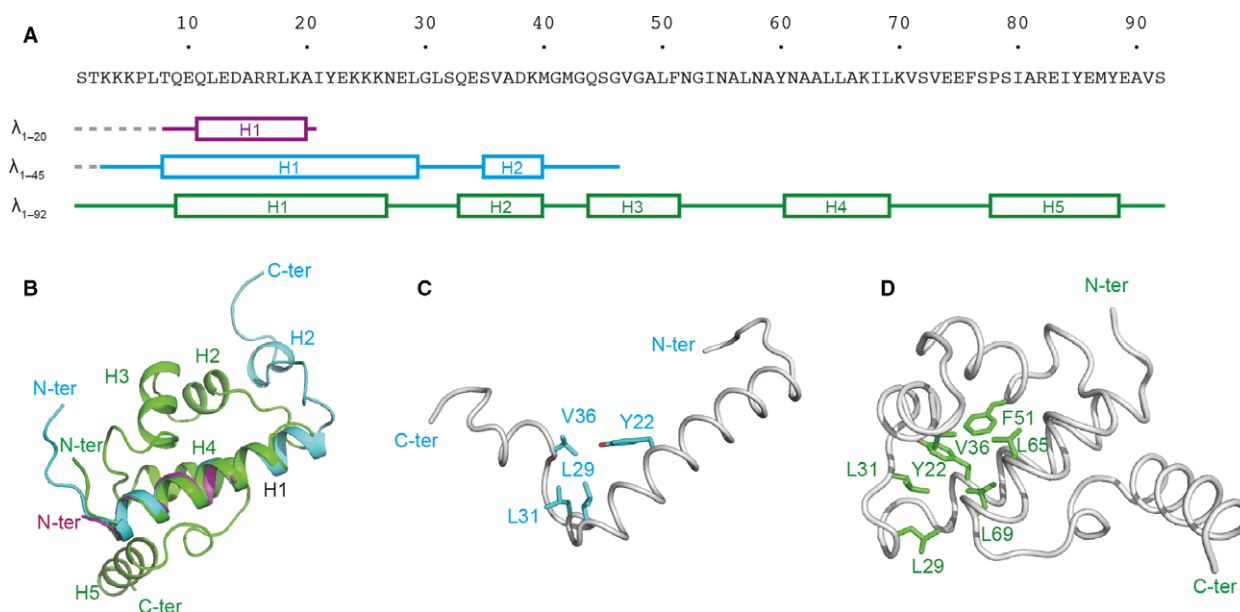 10 20 30 40 50 60 70 80 90
A
STKKKPLTQEQLEDARRLKAIYEKKKNELGLSQESVADKMGMGQSGVGALFNGINALNAYNAALLAKILKVSVEEFSPSIAREIYEMYEAVS
λ1–20 H1
λ1–45 H1 H2
λ1–92 H1 H2 H3 H4 H5
B
C-ter
H2
H2
H3
N-ter
N-ter
H4
H1
N-ter
H5
C-ter
C
N-ter
V36 Y22
C-ter
L29
L31
D
N-ter
F51
V36 L65
L31 Y22
L69
L29
C-ter